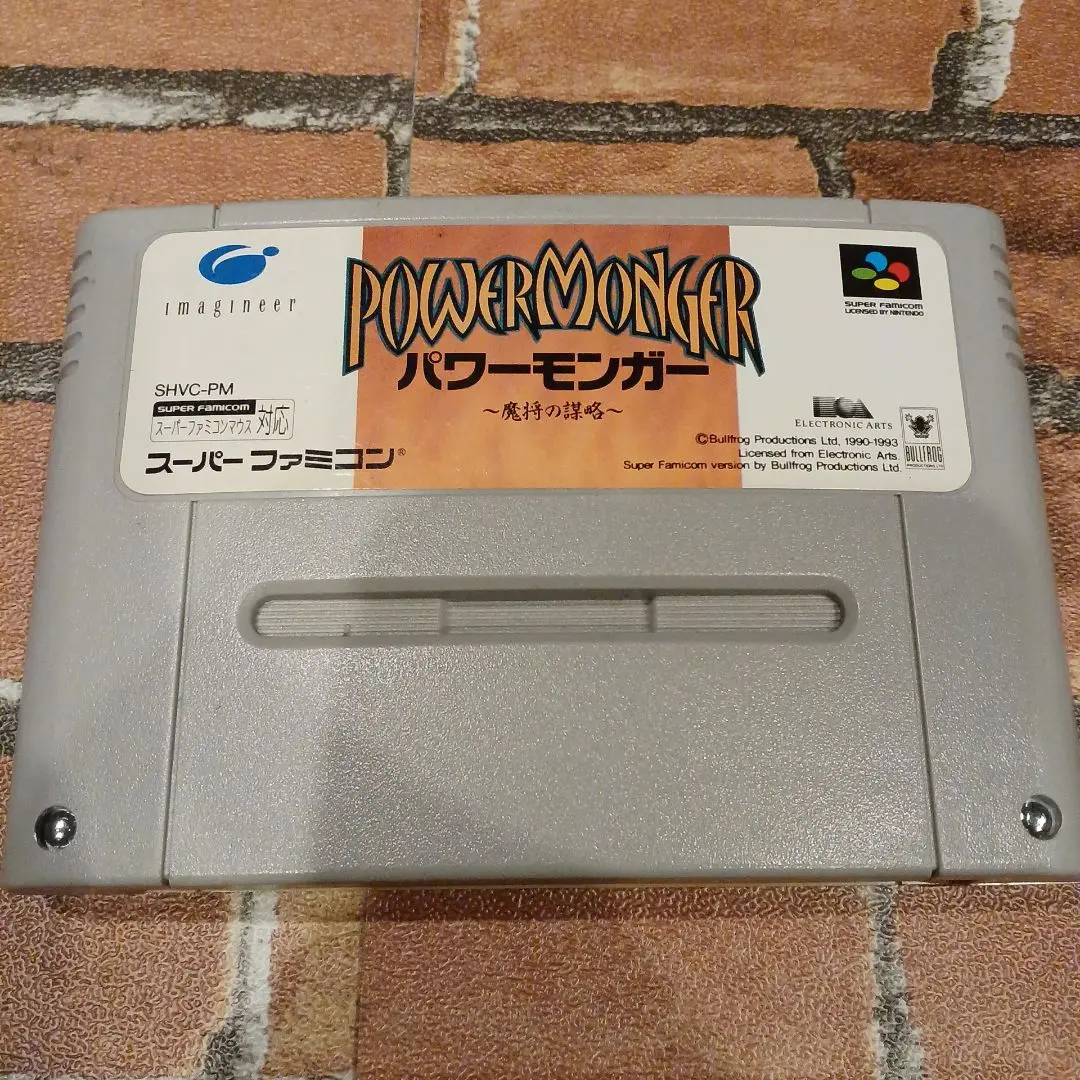 imagineer
POWERMONGER
SUPER FAMICOM
LICENSED BY NINTENDO
パワーモンガー
〜魔将の謀略〜
SHVC-PM
SUPER FAMICOM
スーパーファミコンマウス 対応
スーパーファミコン®
ELECTRONIC ARTS
©Bullfrog Productions Ltd, 1990-1993
Licensed from Electronic Arts.
Super Famicom version by Bullfrog Productions Ltd.
BULLFROG
PRODUCTIONS LTD